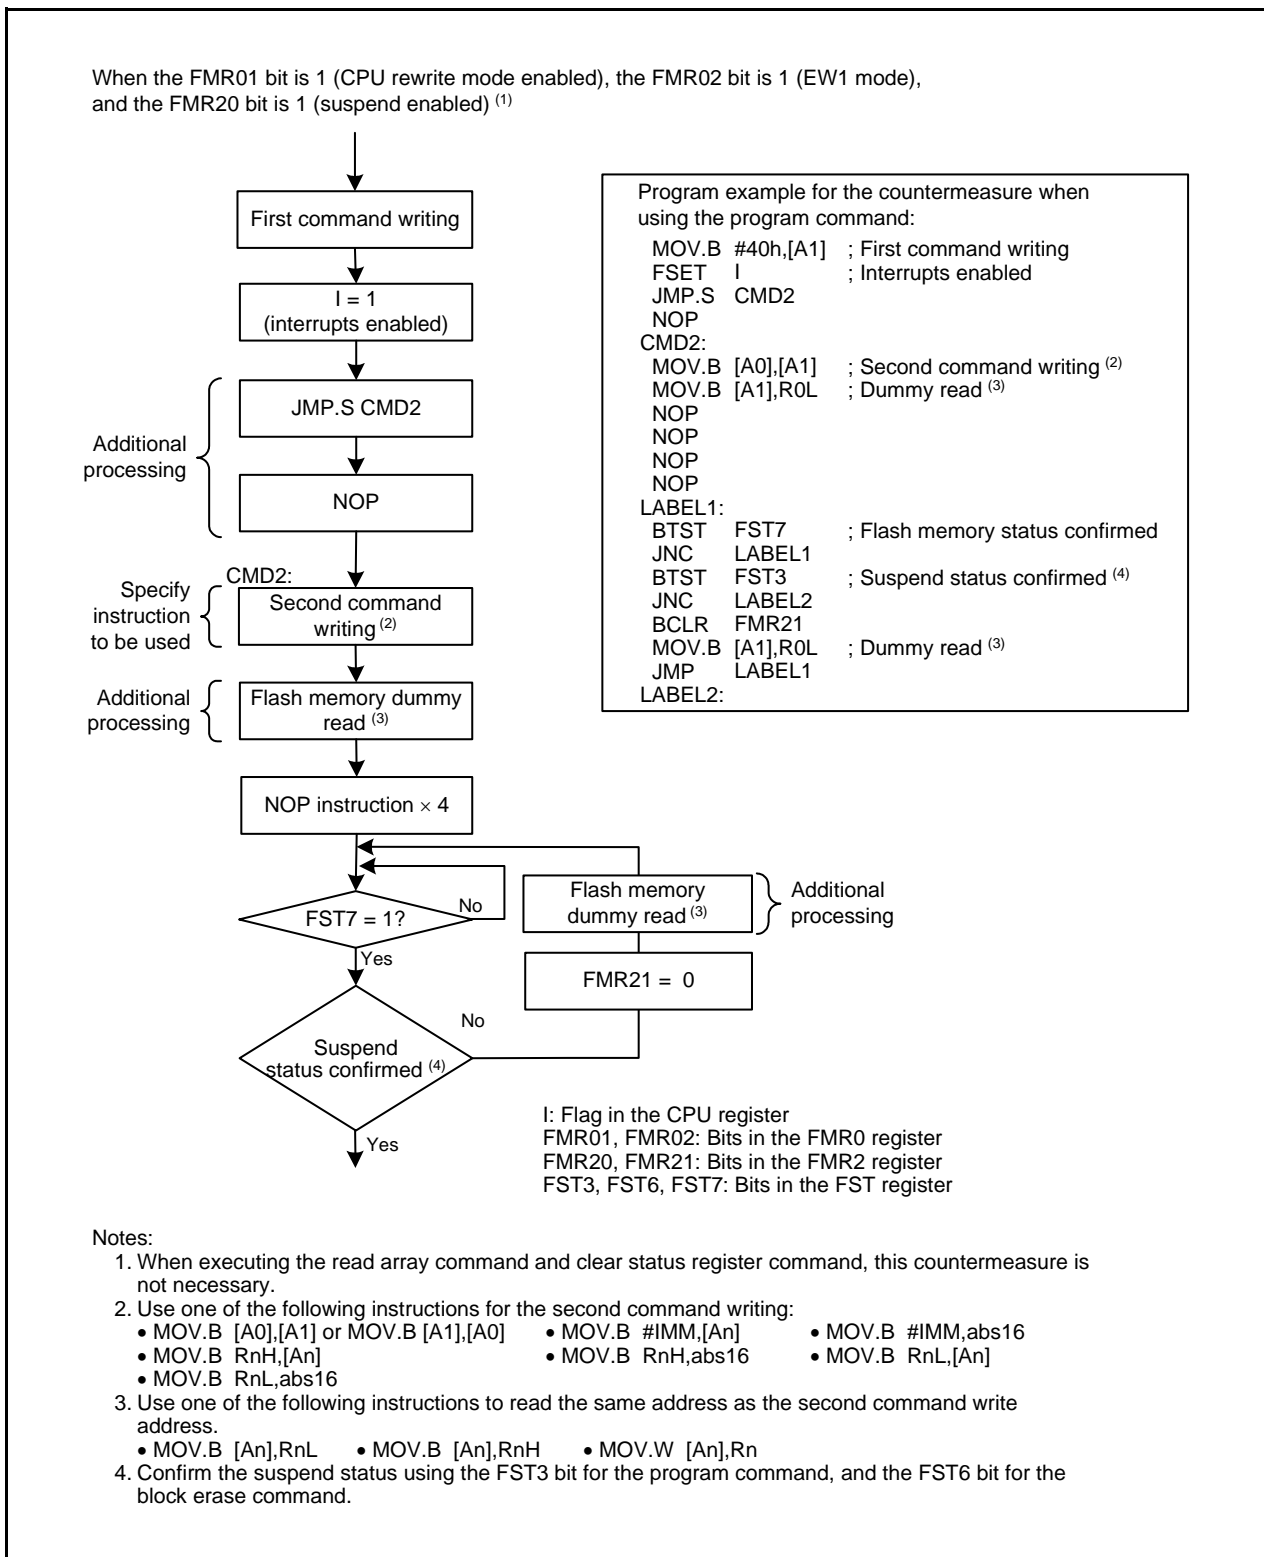 When the FMR01 bit is 1 (CPU rewrite mode enabled), the FMR02 bit is 1 (EW1 mode),
and the FMR20 bit is 1 (suspend enabled) (1)
First command writing
I = 1
(interrupts enabled)
Additional
processing
JMP.S CMD2
NOP
CMD2:
Specify
instruction
to be used
Second command
writing (2)
Additional
processing
Flash memory dummy
read (3)
NOP instruction × 4
FST7 = 1?
No
Yes
Flash memory
dummy read (3)
Additional
processing
FMR21 = 0
Suspend
status confirmed (4)
No
Yes
Program example for the countermeasure when
using the program command:
MOV.B #40h,[A1] ; First command writing
FSET I ; Interrupts enabled
JMP.S CMD2
NOP
CMD2:
MOV.B [A0],[A1] ; Second command writing (2)
MOV.B [A1],R0L ; Dummy read (3)
NOP
NOP
NOP
NOP
LABEL1:
BTST FST7 ; Flash memory status confirmed
JNC LABEL1
BTST FST3 ; Suspend status confirmed (4)
JNC LABEL2
BCLR FMR21
MOV.B [A1],R0L ; Dummy read (3)
JMP LABEL1
LABEL2:
I: Flag in the CPU register
FMR01, FMR02: Bits in the FMR0 register
FMR20, FMR21: Bits in the FMR2 register
FST3, FST6, FST7: Bits in the FST register
Notes:
1. When executing the read array command and clear status register command, this countermeasure is
not necessary.
2. Use one of the following instructions for the second command writing:
• MOV.B [A0],[A1] or MOV.B [A1],[A0] • MOV.B #IMM,[An] • MOV.B #IMM,abs16
• MOV.B RnH,[An] • MOV.B RnH,abs16 • MOV.B RnL,[An]
• MOV.B RnL,abs16
3. Use one of the following instructions to read the same address as the second command write
address.
• MOV.B [An],RnL • MOV.B [An],RnH • MOV.W [An],Rn
4. Confirm the suspend status using the FST3 bit for the program command, and the FST6 bit for the
block erase command.